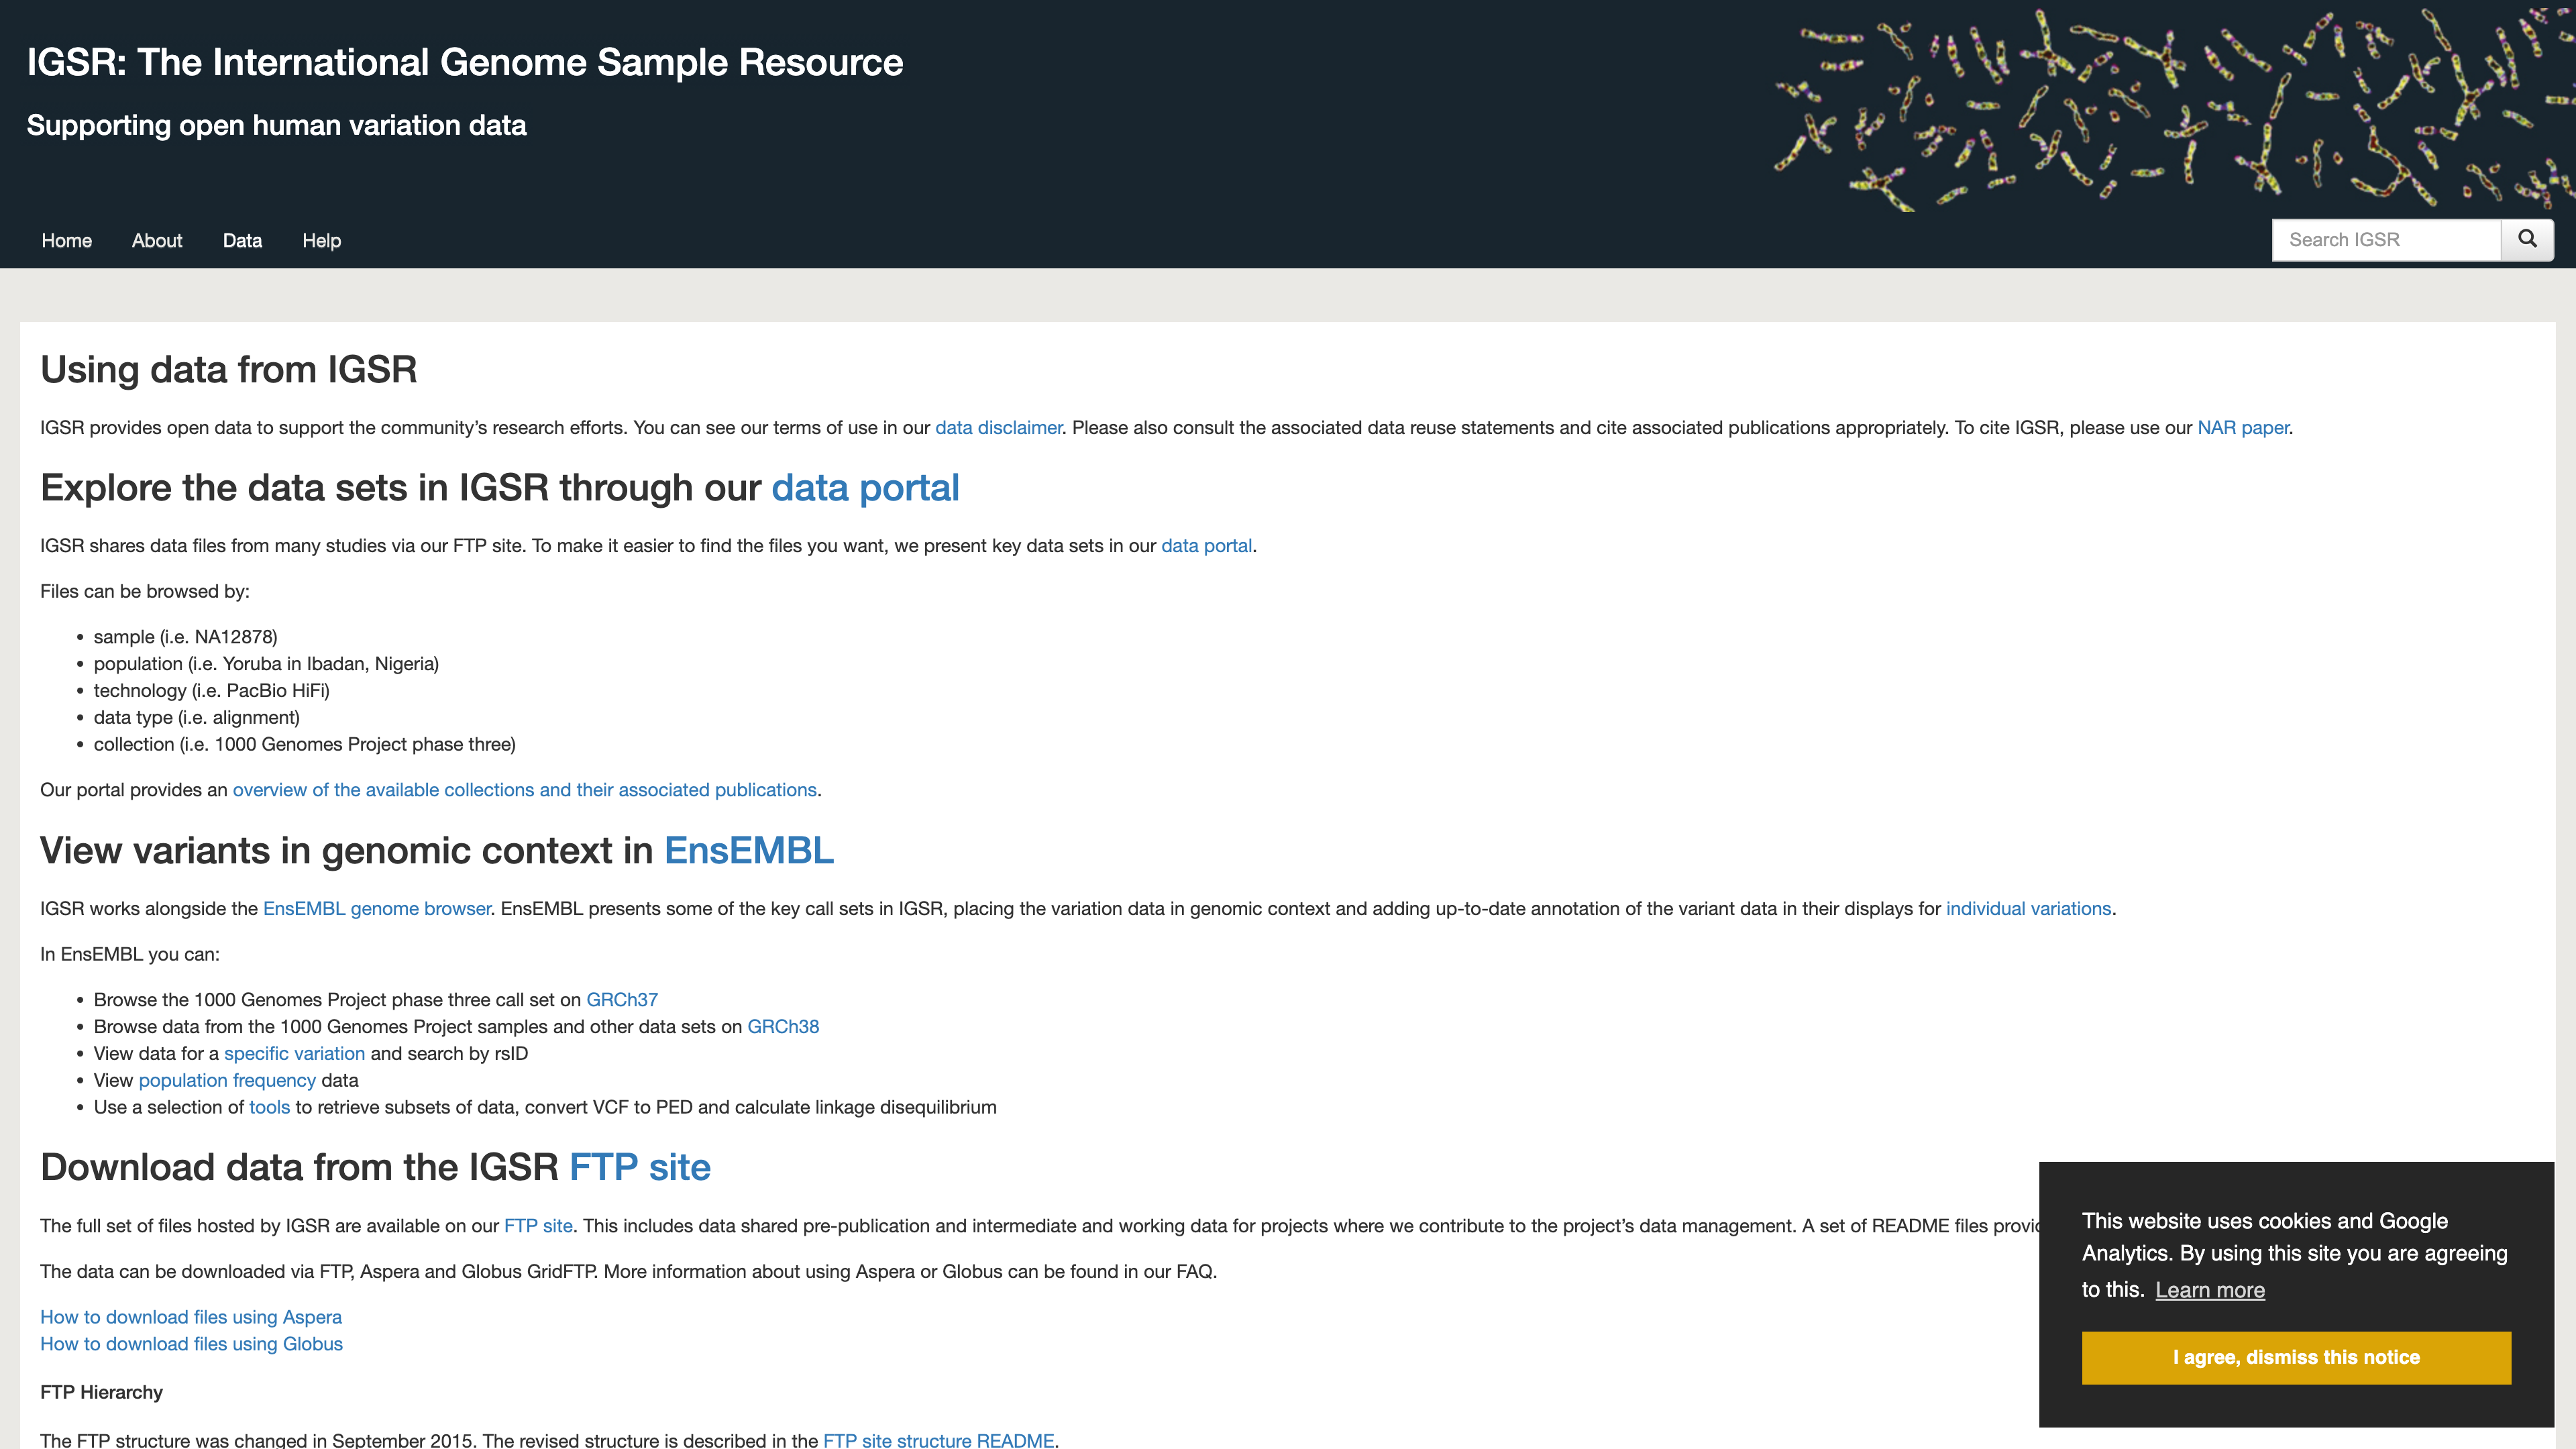 IGSR: The International Genome Sample Resource
Supporting open human variation data
Home About Data Help
Search IGSR
Using data from IGSR
IGSR provides open data to support the community’s research efforts. You can see our terms of use in our data disclaimer. Please also consult the associated data reuse statements and cite associated publications appropriately. To cite IGSR, please use our NAR paper.
Explore the data sets in IGSR through our data portal
IGSR shares data files from many studies via our FTP site. To make it easier to find the files you want, we present key data sets in our data portal.
Files can be browsed by:
• sample (i.e. NA12878)
• population (i.e. Yoruba in Ibadan, Nigeria)
• technology (i.e. PacBio HiFi)
• data type (i.e. alignment)
• collection (i.e. 1000 Genomes Project phase three)
Our portal provides an overview of the available collections and their associated publications.
View variants in genomic context in EnsEMBL
IGSR works alongside the EnsEMBL genome browser. EnsEMBL presents some of the key call sets in IGSR, placing the variation data in genomic context and adding up-to-date annotation of the variant data in their displays for individual variations.
In EnsEMBL you can:
• Browse the 1000 Genomes Project phase three call set on GRCh37
• Browse data from the 1000 Genomes Project samples and other data sets on GRCh38
• View data for a specific variation and search by rsID
• View population frequency data
• Use a selection of tools to retrieve subsets of data, convert VCF to PED and calculate linkage disequilibrium
Download data from the IGSR FTP site
The full set of files hosted by IGSR are available on our FTP site. This includes data shared pre-publication and intermediate and working data for projects where we contribute to the project’s data management. A set of README files
The data can be downloaded via FTP, Aspera and Globus GridFTP. More information about using Aspera or Globus can be found in our FAQ.
How to download files using Aspera
How to download files using Globus
FTP Hierarchy
The FTP structure was changed in September 2015. The revised structure is described in the FTP site structure README.
This website uses cookies and Google
Analytics. By using this site you are agreeing
to this. Learn more
I agree, dismiss this notice